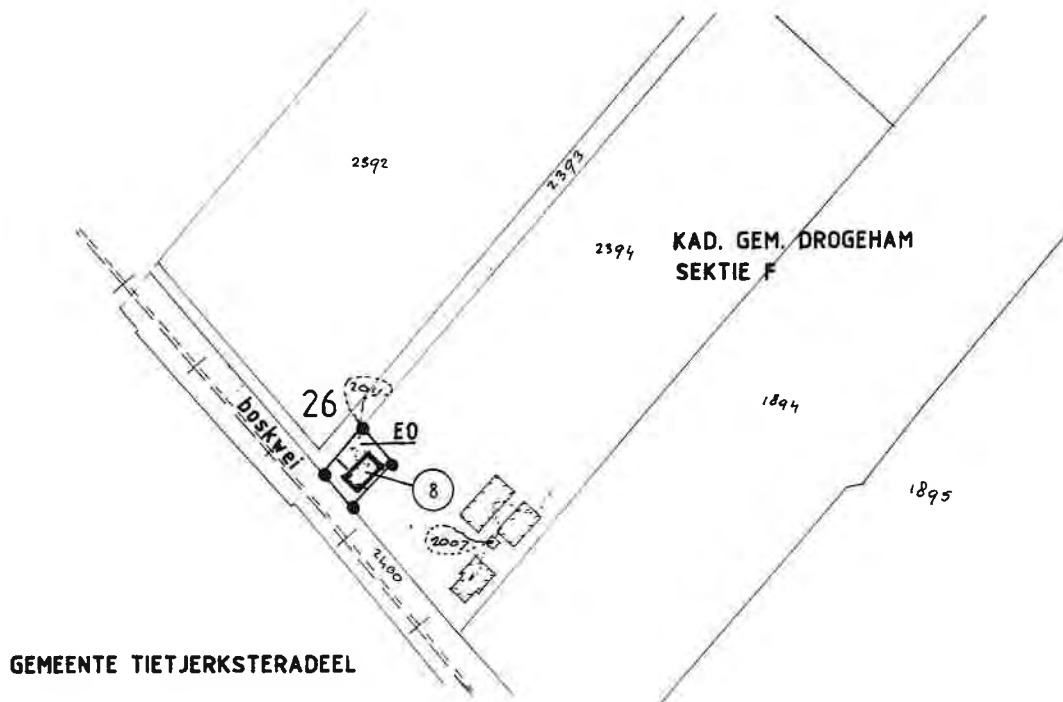 2392
2393
2394
KAD. GEM. DROGEHAM
SEKTIE F
26
EO
boskwei
8
1894
1895
2007
2400
GEMEENTE TIETJERKSTERADEEL